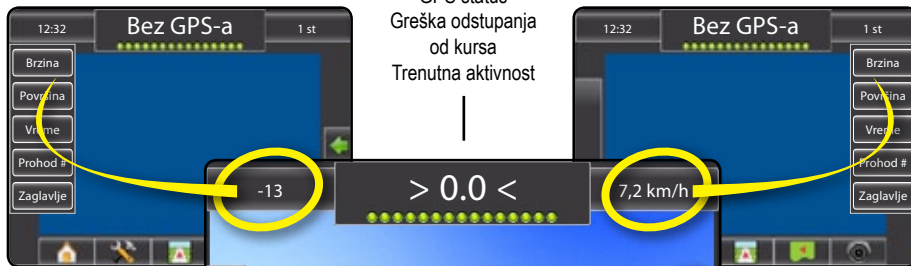 GPS status
Greška odstupanja
od kursa
Trenutna aktivnost
12:32
Bez GPS-a
1 st
Brzina
Površina
Vreme
Prohod #
Zaglavlje
12:32
Bez GPS-a
1 st
Brzina
Površina
Vreme
Prohod #
Zaglavlje
-13
> 0.0 <
7,2 km/h